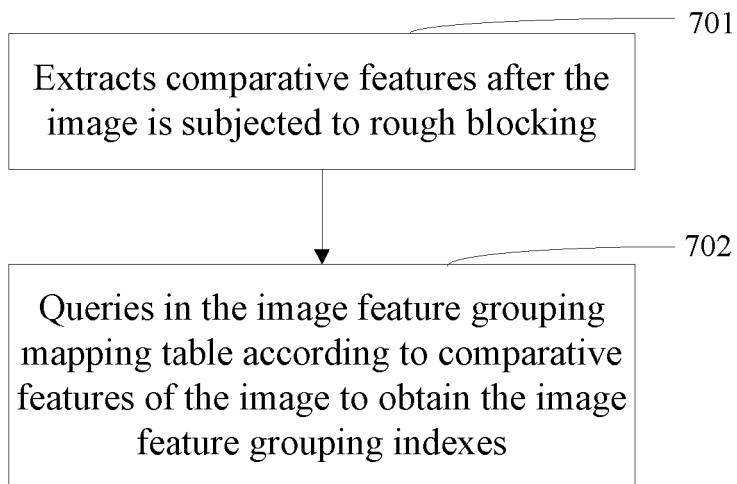 701
Extracts comparative features after the
image is subjected to rough blocking
702
Queries in the image feature grouping
mapping table according to comparative
features of the image to obtain the image
feature grouping indexes